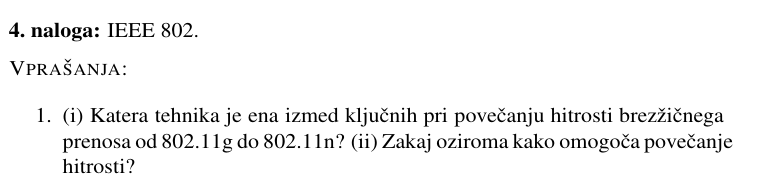 4. naloga: IEEE 802.
VPRAŠANJA:
1. (i) Katera tehnika je ena izmed ključnih pri povečanju hitrosti brezžičnega
prenosa od 802.11g do 802.11n? (ii) Zakaj oziroma kako omogoča povečanje
hitrosti?